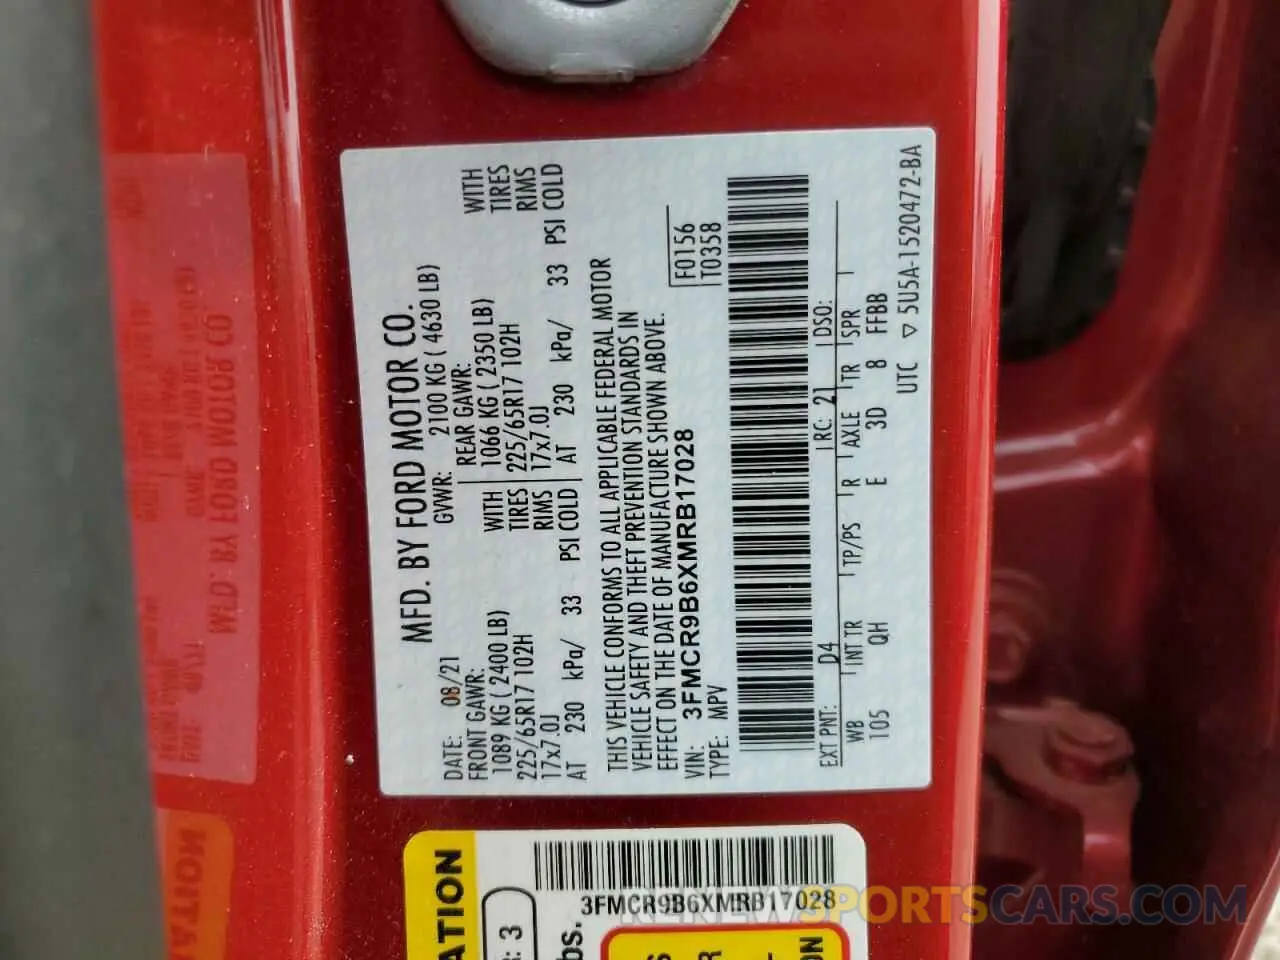 MFD. BY FORD MOTOR CO.
DATE: 08/21 GVWR: 2100 KG ( 4630 LB)
FRONT GAWR: REAR GAWR:
1089 KG ( 2400 LB) WITH 1066 KG ( 2350 LB) WITH
225/65R17 102H TIRES 225/65R17 102H TIRES
17x7.0J RIMS 17x7.0J RIMS
AT 230 kPa/ 33 PSI COLD AT 230 kPa/ 33 PSI COLD
THIS VEHICLE CONFORMS TO ALL APPLICABLE FEDERAL MOTOR
VEHICLE SAFETY AND THEFT PREVENTION STANDARDS IN
EFFECT ON THE DATE OF MANUFACTURE SHOWN ABOVE.
VIN: 3FMCR9B6XMRB17028 F0156
TYPE: MPV T0358
EXT PNT: D4 RC: 21 DSO:
WB INT TR TP/PS R AXLE TR SPR
105 QH E 3D 8 FFBB
UTC ▽ 5U5A-1520472-BA
3FMCR9B6XMRB17028
ATION
R: 3
bs.
S
R
ON
RENEWSPORTSCARS.COM